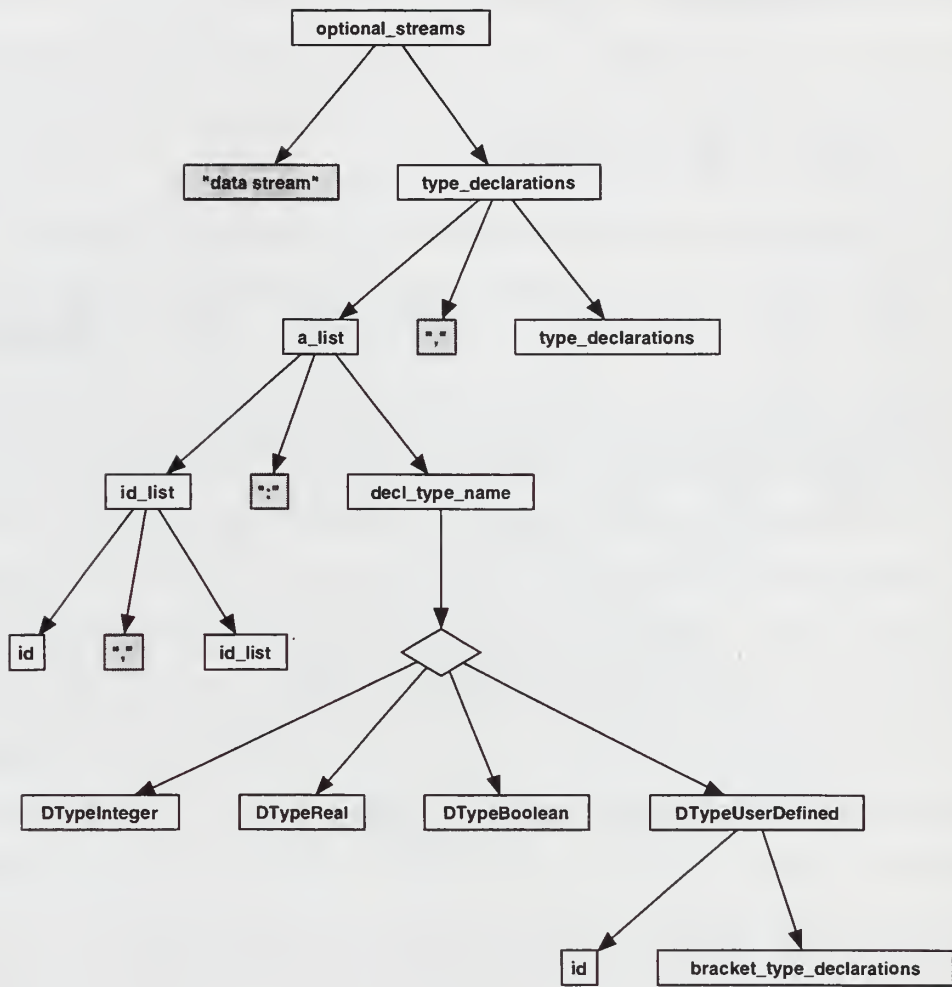 optional_streams
"data stream"
type_declarations
a_list
","
type_declarations
id_list
":"
decl_type_name
id
","
id_list
DTypeInteger
DTypeReal
DTypeBoolean
DTypeUserDefined
id
bracket_type_declarations